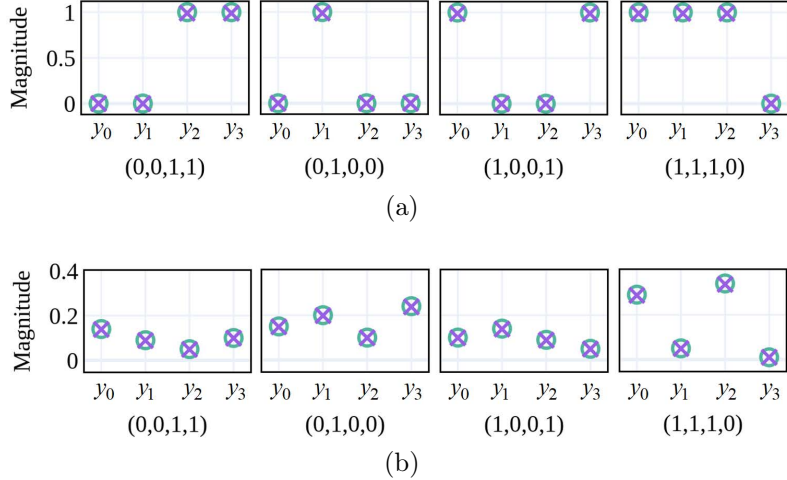 Magnitude
1
0.5
0
y0 y1 y2 y3 y0 y1 y2 y3 y0 y1 y2 y3 y0 y1 y2 y3
(0,0,1,1) (0,1,0,0) (1,0,0,1) (1,1,1,0)
(a)
Magnitude
0.4
0.2
0
y0 y1 y2 y3 y0 y1 y2 y3 y0 y1 y2 y3 y0 y1 y2 y3
(0,0,1,1) (0,1,0,0) (1,0,0,1) (1,1,1,0)
(b)